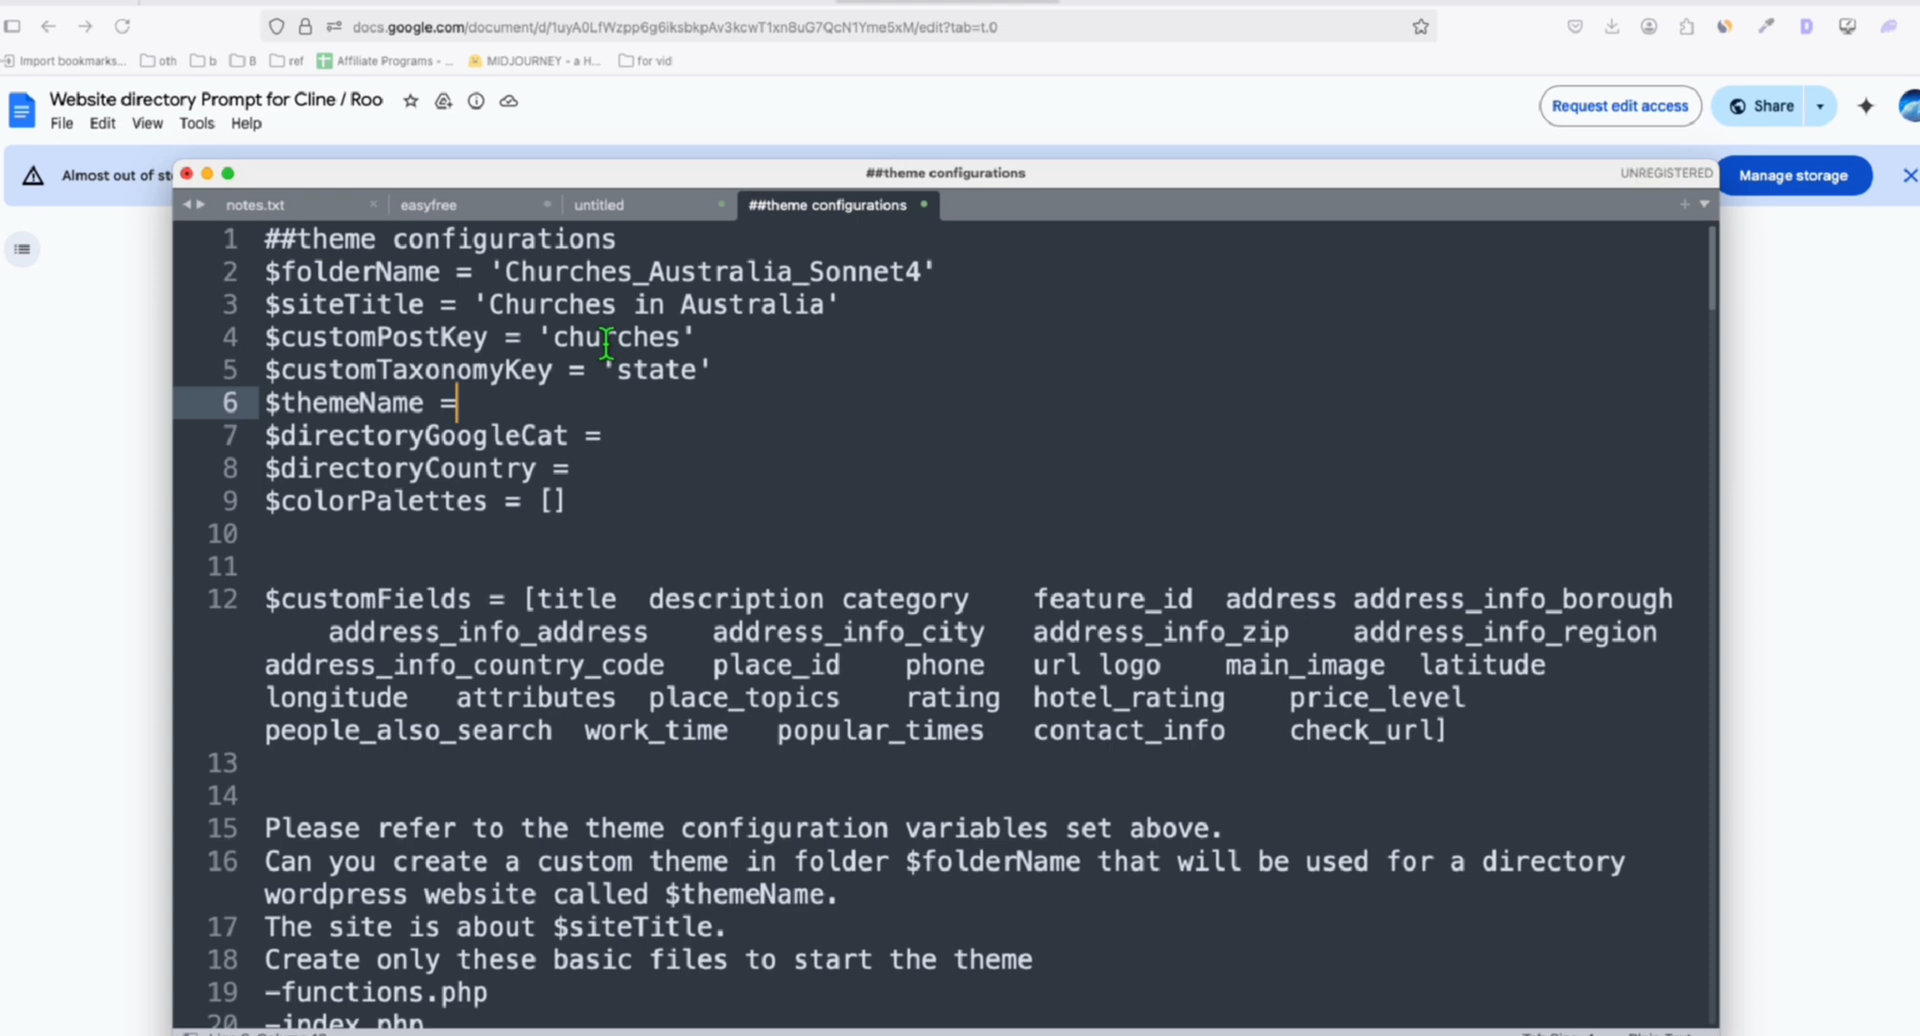 docs.google.com/document/d/1uyA0LfWzpp6g6iksbkpAv3kcwT1xn8uG7QcN1Yme5xM/edit?tab=t.0
Import bookmarks... oth b B ref Affiliate Programs - ... MIDJOURNEY - a H... for vid
Website directory Prompt for Cline / Roo
Request edit access Share
File Edit View Tools Help
Almost out of st
Manage storage
##theme configurations UNREGISTERED
notes.txt easyfree untitled ##theme configurations
1 ##theme configurations
2 $folderName = 'Churches_Australia_Sonnet4'
3 $siteTitle = 'Churches in Australia'
4 $customPostKey = 'churches'
5 $customTaxonomyKey = 'state'
6 $themeName =
7 $directoryGoogleCat =
8 $directoryCountry =
9 $colorPalettes = []
10
11
12 $customFields = [title description category feature_id address address_info_borough
address_info_address address_info_city address_info_zip address_info_region
address_info_country_code place_id phone url logo main_image latitude
longitude attributes place_topics rating hotel_rating price_level
people_also_search work_time popular_times contact_info check_url]
13
14
15 Please refer to the theme configuration variables set above.
16 Can you create a custom theme in folder $folderName that will be used for a directory
wordpress website called $themeName.
17 The site is about $siteTitle.
18 Create only these basic files to start the theme
19 -functions.php
20 -index.php